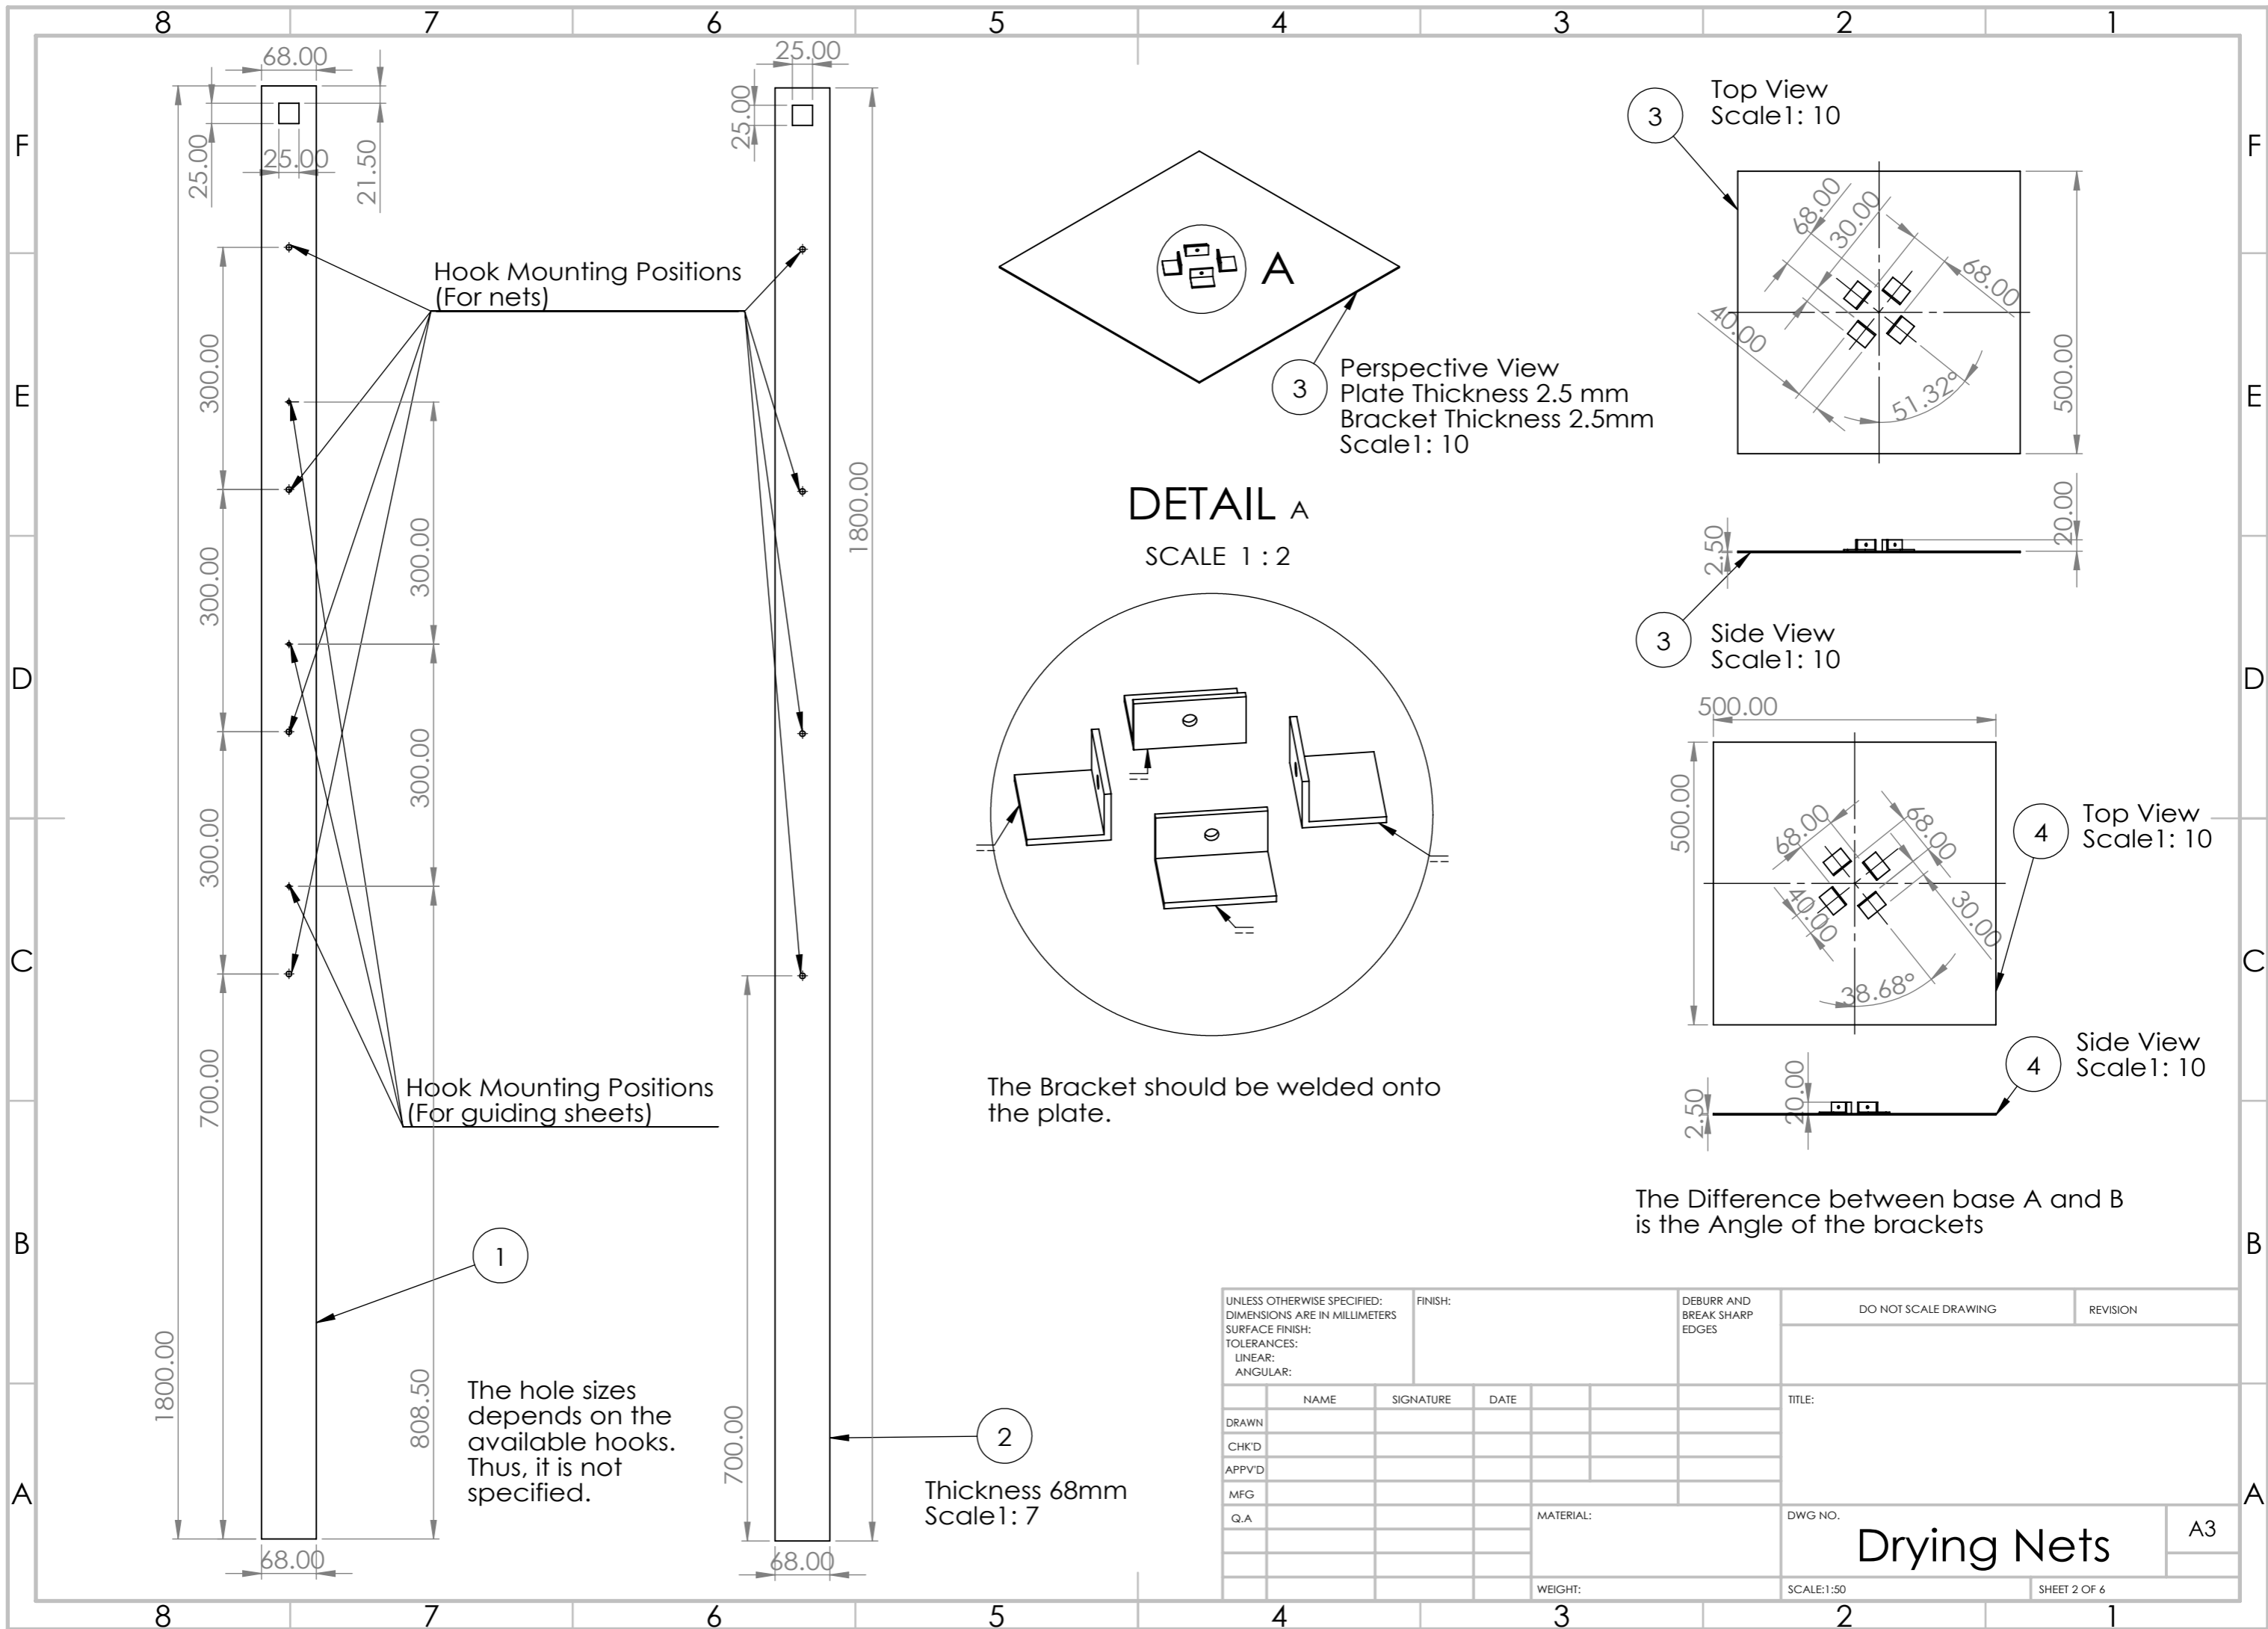 8 7 6 5 4 3 2 1
F
E
D
C
B
A
68.00
25.00
25.00
21.50
300.00
300.00
300.00
700.00
1800.00
300.00
300.00
808.50
68.00
Hook Mounting Positions
(For nets)
Hook Mounting Positions
(For guiding sheets)
1
The hole sizes
depends on the
available hooks.
Thus, it is not
specified.
25.00
25.00
1800.00
700.00
68.00
2
Thickness 68mm
Scale1: 7
A
3
Perspective View
Plate Thickness 2.5 mm
Bracket Thickness 2.5mm
Scale1: 10
DETAIL A
SCALE 1 : 2
The Bracket should be welded onto
the plate.
3
Top View
Scale1: 10
68.00
30.00
68.00
40.00
51.32°
500.00
2.50
20.00
3
Side View
Scale1: 10
500.00
500.00
68.00
68.00
40.00
30.00
38.68°
4
Top View
Scale1: 10
4
Side View
Scale1: 10
2.50
20.00
The Difference between base A and B
is the Angle of the brackets
UNLESS OTHERWISE SPECIFIED:
DIMENSIONS ARE IN MILLIMETERS
SURFACE FINISH:
TOLERANCES:
LINEAR:
ANGULAR:
FINISH:
DEBURR AND
BREAK SHARP
EDGES
DO NOT SCALE DRAWING
REVISION
NAME
SIGNATURE
DATE
DRAWN
CHK'D
APPV'D
MFG
Q.A
TITLE:
MATERIAL:
DWG NO.
Drying Nets
A3
WEIGHT:
SCALE:1:50
SHEET 2 OF 6
F
E
D
C
B
A
8 7 6 5 4 3 2 1